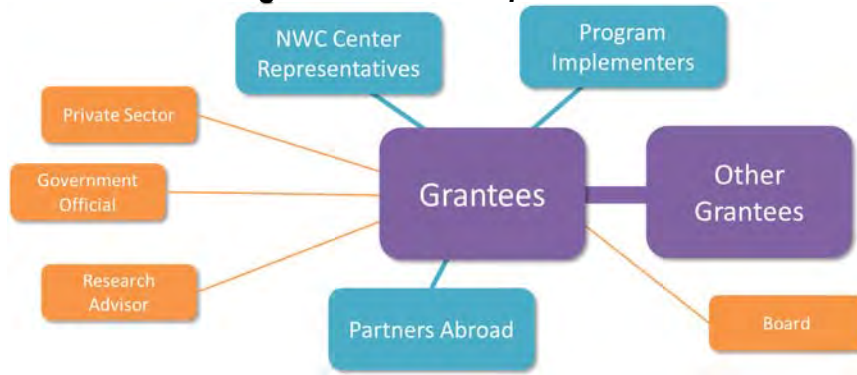 NWC Center
Representatives
Program
Implementers
Private Sector
Government
Official
Grantees
Other
Grantees
Research
Advisor
Partners Abroad
Board